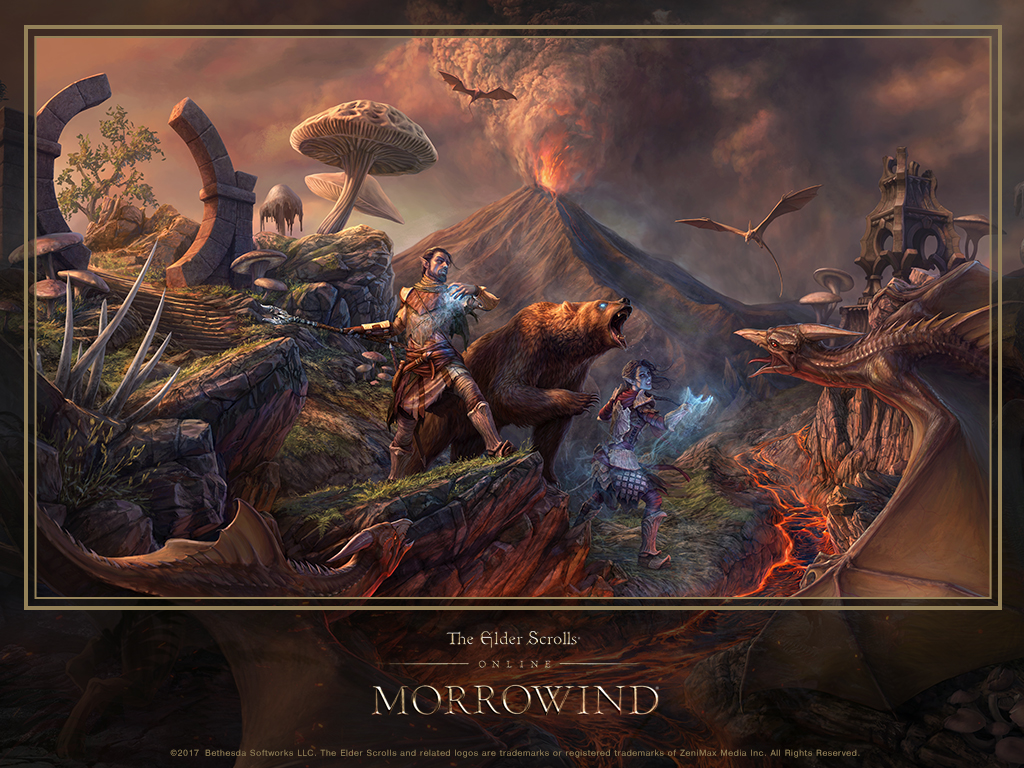 The Elder Scrolls®
ONLINE
MORROWIND
©2017 Bethesda Softworks LLC. The Elder Scrolls and related logos are trademarks or registered trademarks of ZeniMax Media Inc. All Rights Reserved.